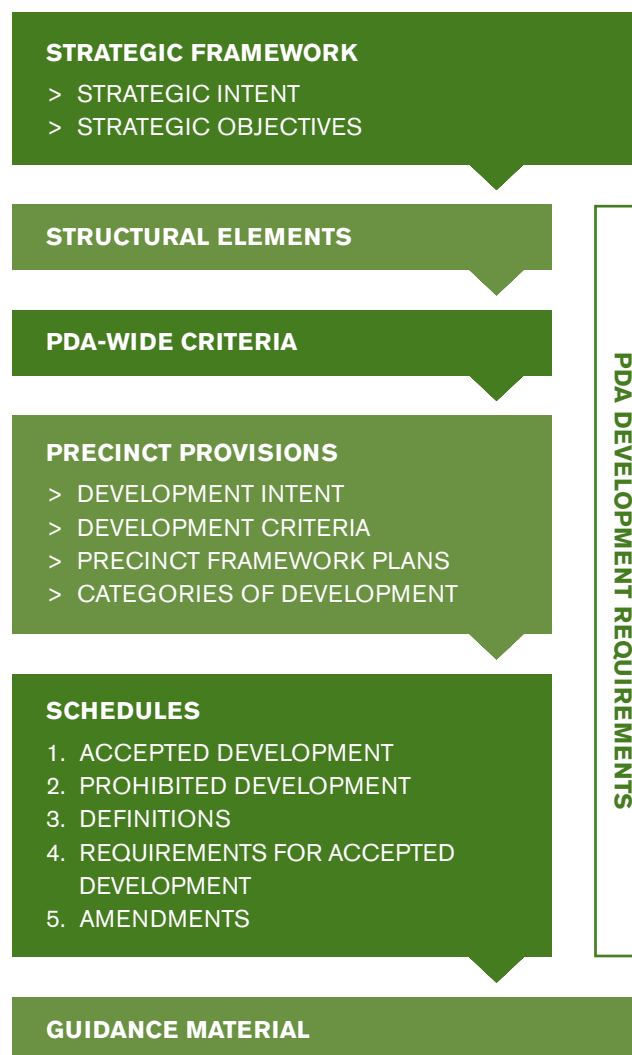 STRATEGIC FRAMEWORK
> STRATEGIC INTENT
> STRATEGIC OBJECTIVES
STRUCTURAL ELEMENTS
PDA-WIDE CRITERIA
PRECINCT PROVISIONS
> DEVELOPMENT INTENT
> DEVELOPMENT CRITERIA
> PRECINCT FRAMEWORK PLANS
> CATEGORIES OF DEVELOPMENT
SCHEDULES
1. ACCEPTED DEVELOPMENT
2. PROHIBITED DEVELOPMENT
3. DEFINITIONS
4. REQUIREMENTS FOR ACCEPTED
DEVELOPMENT
5. AMENDMENTS
PDA DEVELOPMENT REQUIREMENTS
GUIDANCE MATERIAL